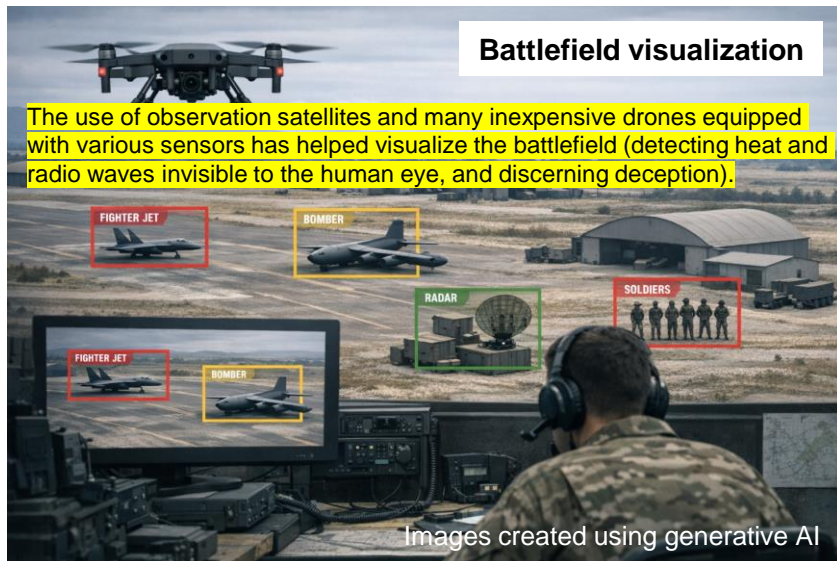 Battlefield visualization
The use of observation satellites and many inexpensive drones equipped
with various sensors has helped visualize the battlefield (detecting heat and
radio waves invisible to the human eye, and discerning deception).
FIGHTER JET
BOMBER
RADAR
SOLDIERS
FIGHTER JET
BOMBER
Images created using generative AI